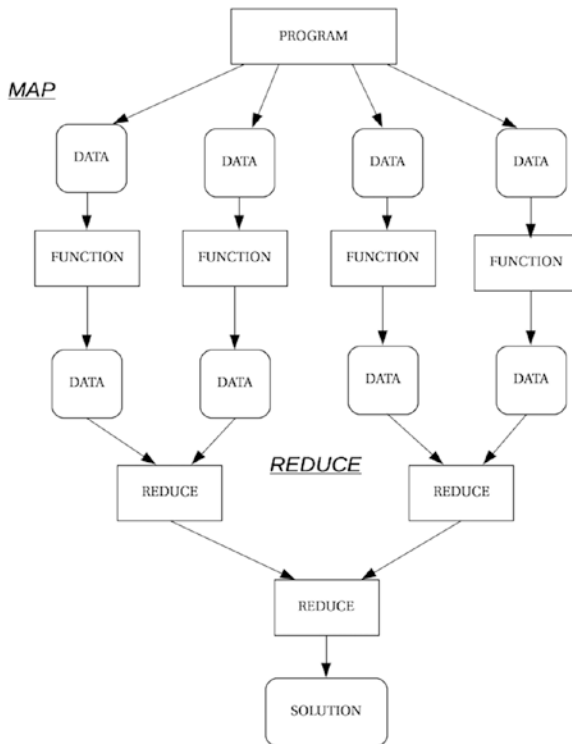 PROGRAM
MAP
DATA DATA DATA DATA
FUNCTION FUNCTION FUNCTION FUNCTION
DATA DATA DATA DATA
REDUCE
REDUCE REDUCE
REDUCE
SOLUTION